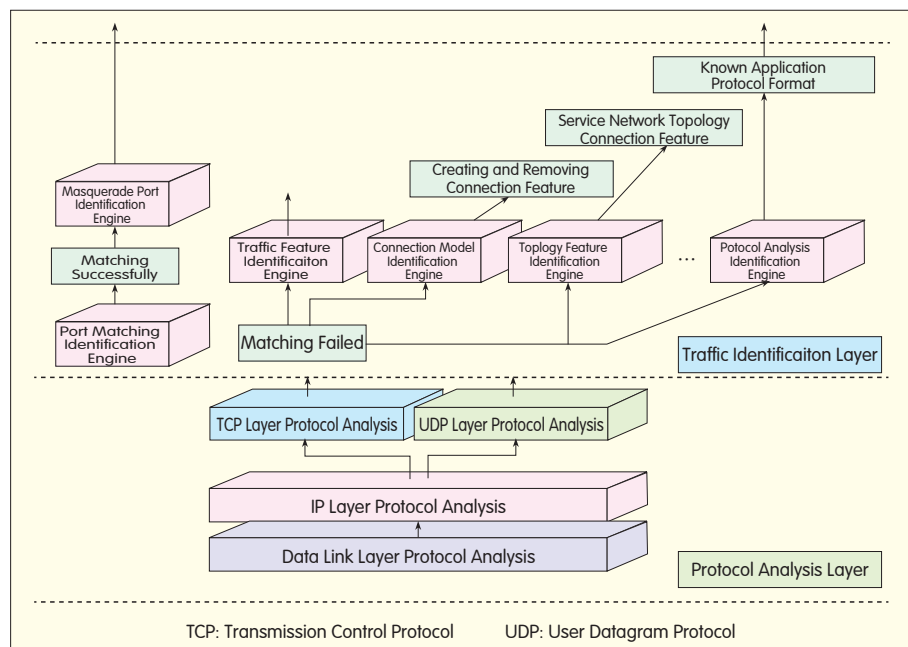 Known Application
Protocol Format
Service Network Topology
Connection Feature
Creating and Removing
Connection Feature
Masquerade Port
Identification
Engine
Matching
Successfully
Port Matching
Identification
Engine
Traffic Feature
Identificaiton
Engine
Connection Model
Identification
Engine
Toplogy Feature
Identification
Engine
...
Potocol Analysis
Identification
Engine
Matching Failed
Traffic Identificaiton Layer
TCP Layer Protocol Analysis
UDP Layer Protocol Analysis
IP Layer Protocol Analysis
Data Link Layer Protocol Analysis
Protocol Analysis Layer
TCP: Transmission Control Protocol
UDP: User Datagram Protocol